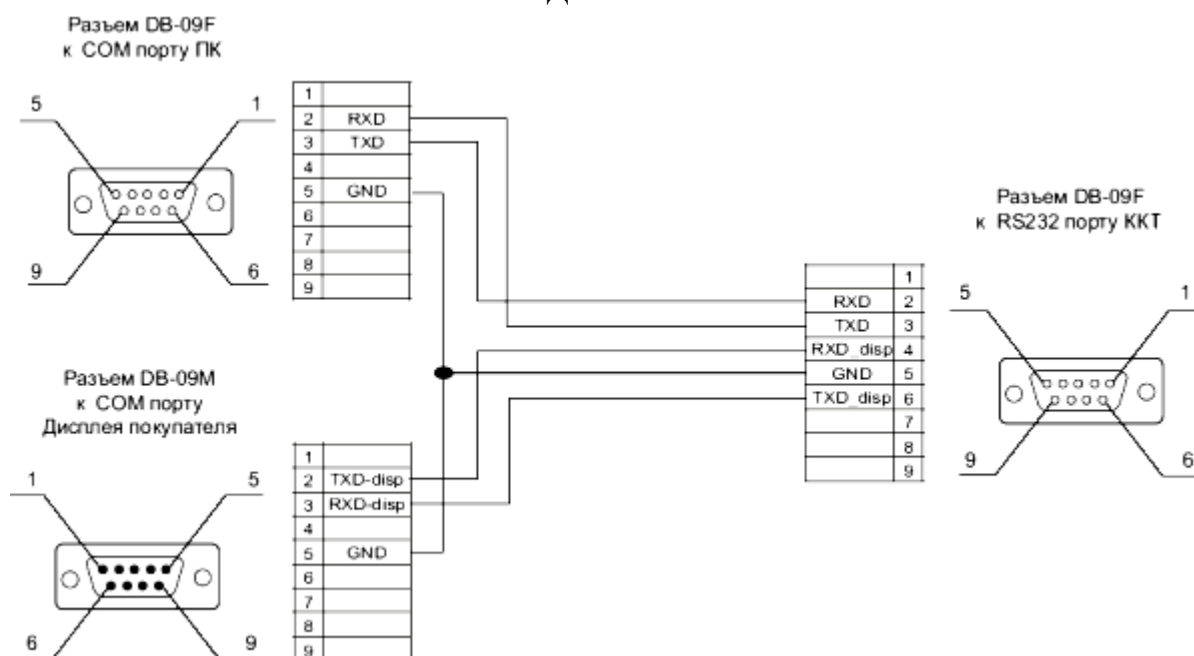 Д
Разъем DB-09F
к COM порту ПК
5
1
9
6
1
2 RXD
3 TXD
4
5 GND
6
7
8
9
Разъем DB-09M
к COM порту
Дисплея покупателя
1
5
6
9
1
2 TXD-disp
3 RXD-disp
4
5 GND
6
7
8
9
Разъем DB-09F
к RS232 порту ККТ
1
RXD 2
TXD 3
RXD_disp 4
GND 5
TXD_disp 6
7
8
9
5
1
9
6